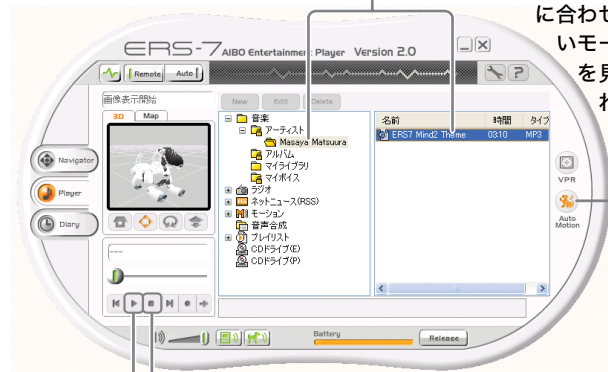 に合わせ
いモー
を見
ERS-7 AIBO Entertainment Player Version 2.0
Remote Auto
画像表示開始
New Edit Delete
3D Map
音楽
アーティスト
Masaya Matsuura
アルバム
マイライブラリ
マイボイス
ラジオ
ネットニュース(RSS)
モーション
音声合成
プレイリスト
CDドライブ(E)
CDドライブ(P)
名前 時間 タイプ
ERS7 Mind2 Theme 03:10 MP3
Navigator
Player
Diary
VPR
Auto
Motion
----
Battery
Release